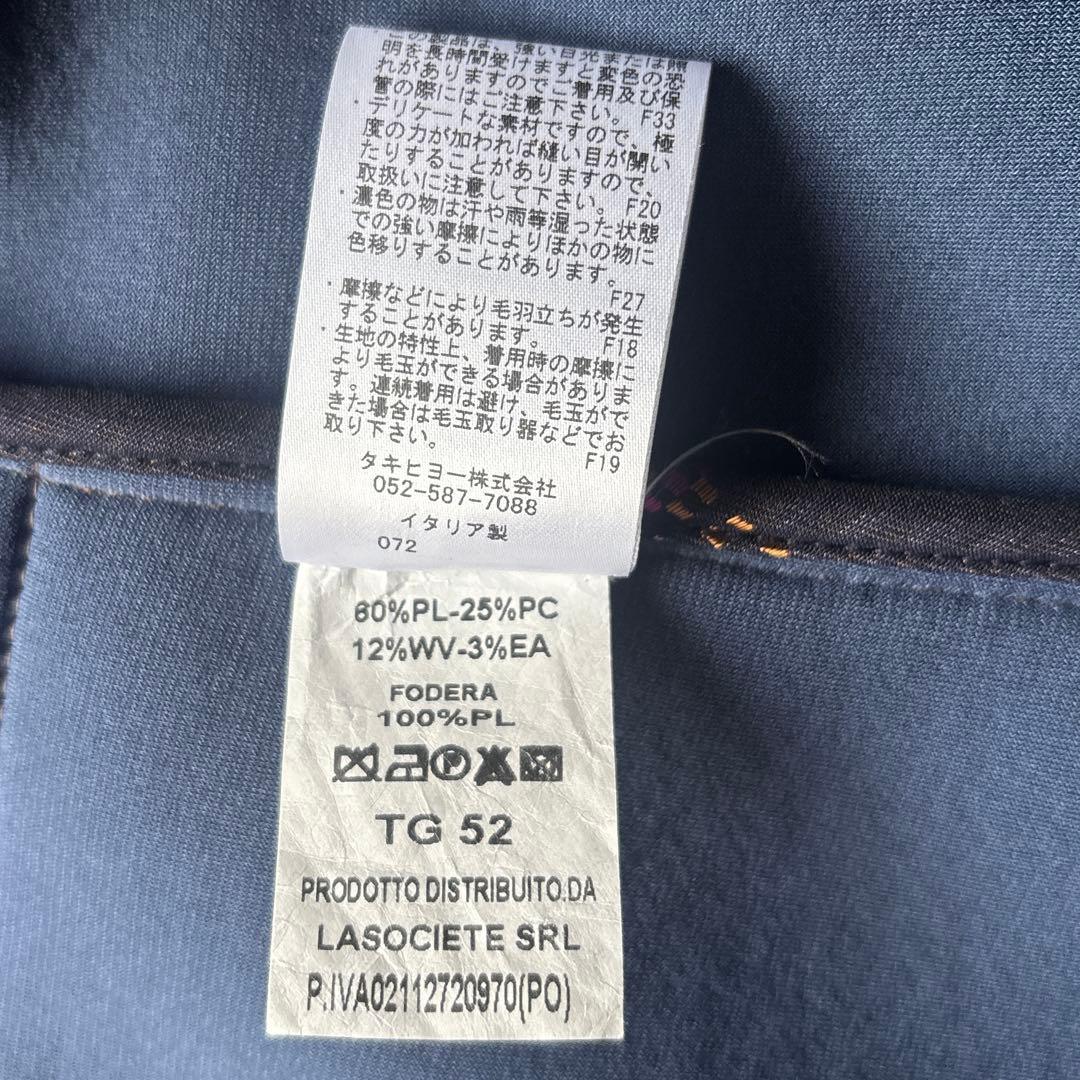 この製品は、強い日光または照
明を長時間受けますと変色の恐
れがありますのでご着用及び保
管の際にはご注意下さい。 F33
・デリケートな素材ですので、極
度の力が加われば縫い目が開い
たりすることがありますので、
取扱いに注意して下さい。 F20
・濃色の物は汗や雨等湿った状態
での強い摩擦によりほかの物に
色移りすることがあります。
F27
・摩擦などにより毛羽立ちが発生
することがあります。 F18
・生地の特性上、着用時の摩擦に
より毛玉ができる場合がありま
す。連続着用は避け、毛玉がで
きた場合は毛玉取り器などでお
取り下さい。 F19
タキヒヨー株式会社
052-587-7088
イタリア製
072
60%PL-25%PC
12%WV-3%EA
FODERA
100%PL
P
TG 52
PRODOTTO DISTRIBUITO.DA
LASOCIETE SRL
P.IVA02112720970(PO)